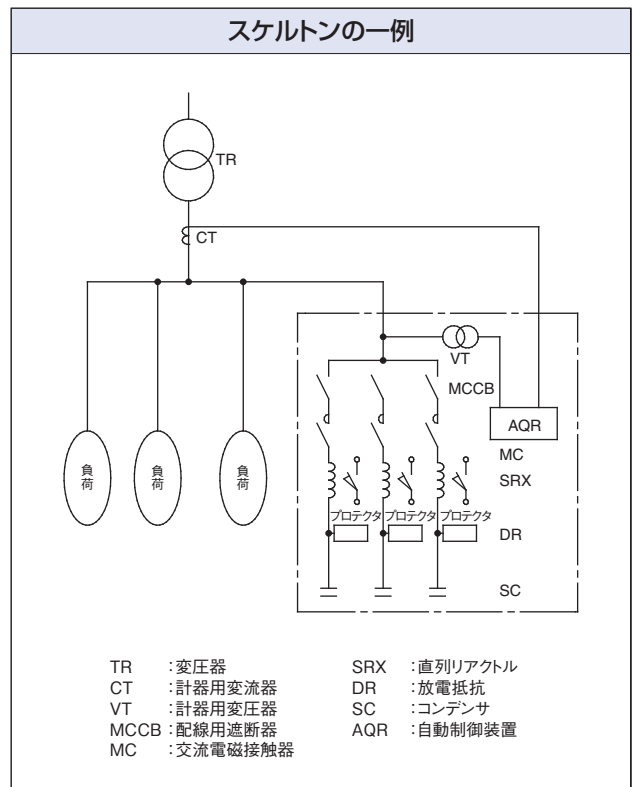 スケルトンの一例
TR
CT
VT
MCCB
AQR
MC
SRX
負荷
負荷
負荷
プロテクタ プロテクタ プロテクタ
DR
SC
TR :変圧器
CT :計器用変流器
VT :計器用変圧器
MCCB :配線用遮断器
MC :交流電磁接触器
SRX :直列リアクトル
DR :放電抵抗
SC :コンデンサ
AQR :自動制御装置